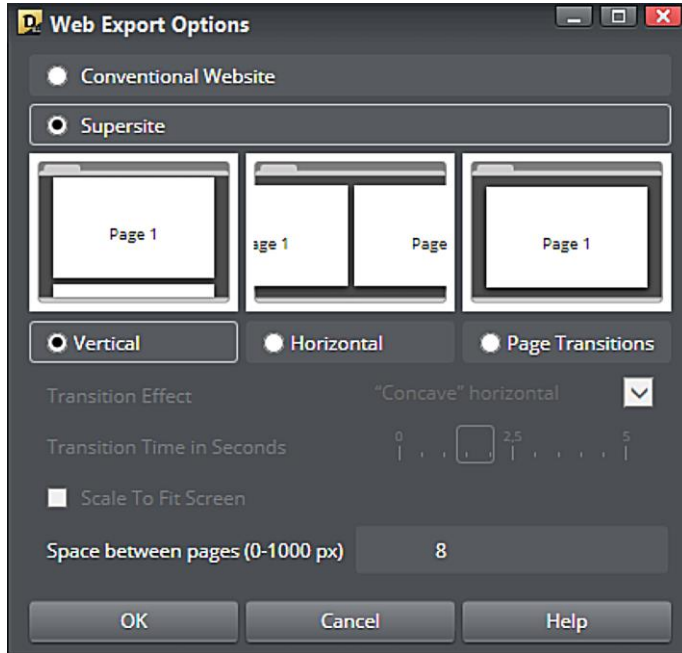 Web Export Options
Conventional Website
Supersite
Page 1
age 1 Page
Page 1
Vertical Horizontal Page Transitions
Transition Effect "Concave" horizontal
Transition Time in Seconds 0 2,5 5
Scale To Fit Screen
Space between pages (0-1000 px) 8
OK Cancel Help